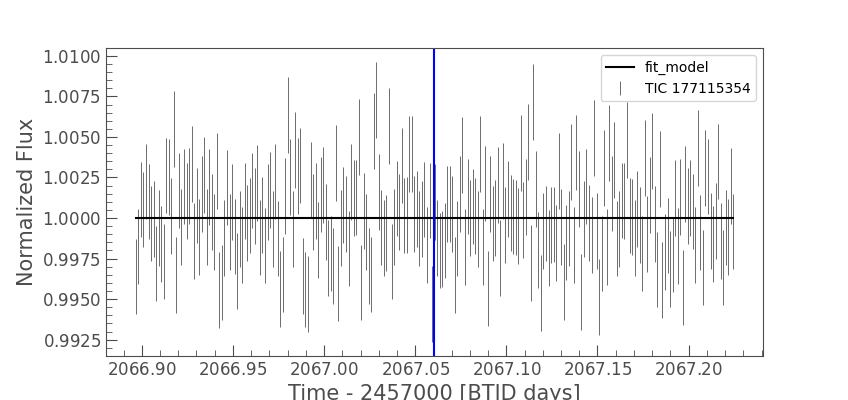 1.0100
1.0075
1.0050
1.0025
1.0000
0.9975
0.9950
0.9925
Normalized Flux
fit_model
TIC 177115354
2066.90 2066.95 2067.00 2067.05 2067.10 2067.15 2067.20
Time - 2457000 [BTJD days]